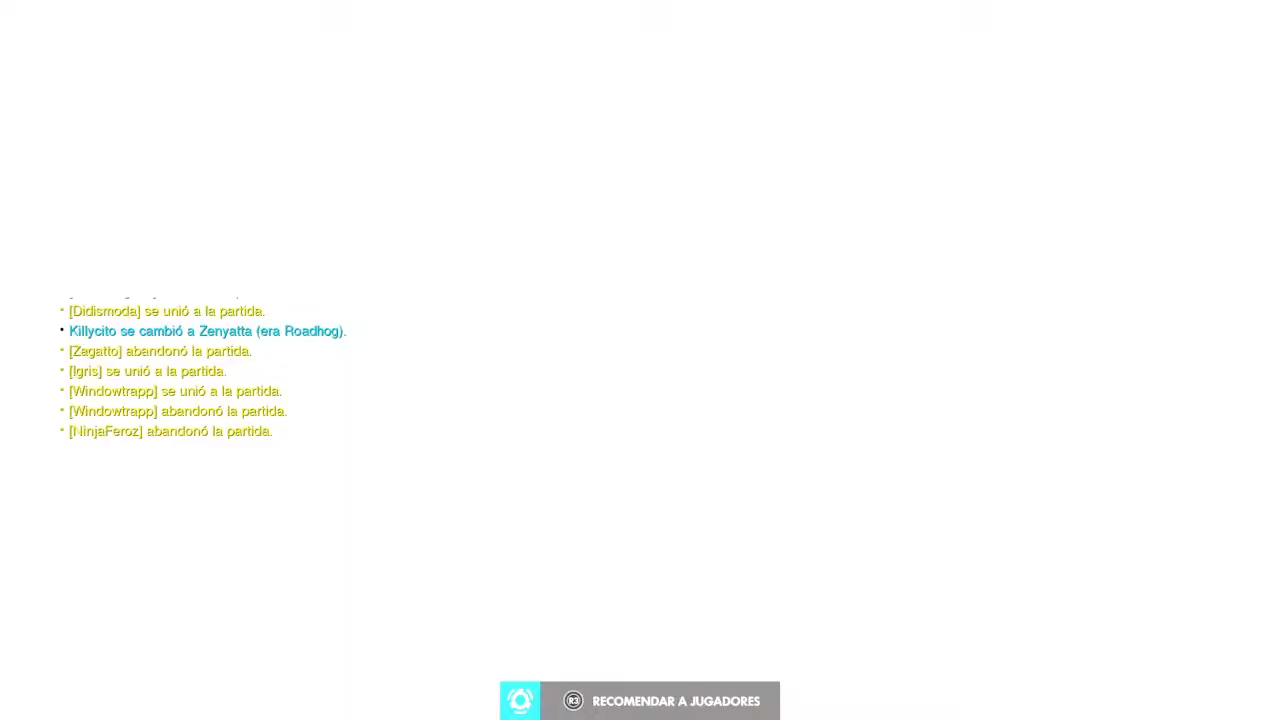 [Didismoda] se unió a la partida.
Killycito se cambió a Zenyatta (era Roadhog).
[Zagatto] abandonó la partida.
[Igris] se unió a la partida.
[Windowtrapp] se unió a la partida.
[Windowtrapp] abandonó la partida.
[NinjaFeroz] abandonó la partida.
R3 RECOMENDAR A JUGADORES